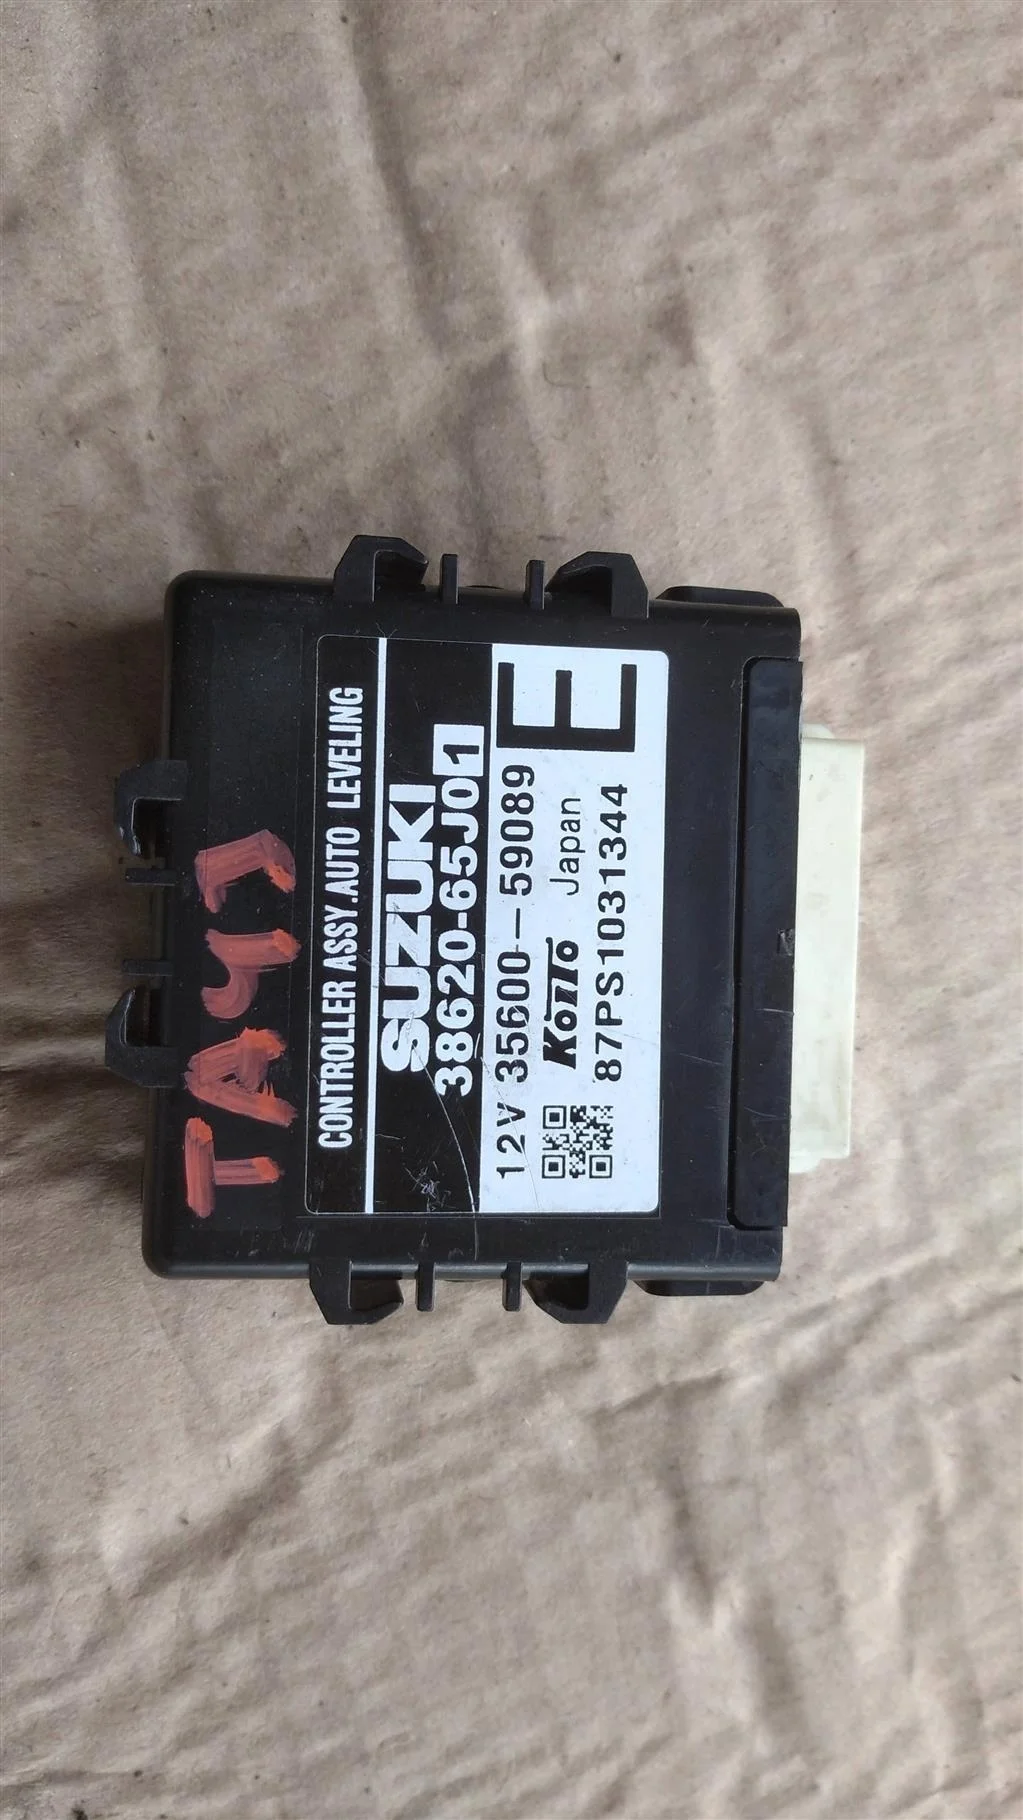 CONTROLLER ASSY.AUTO LEVELING
SUZUKI
38620-65J01
12V 35600-59089 E
Koito Japan
87PS1031344